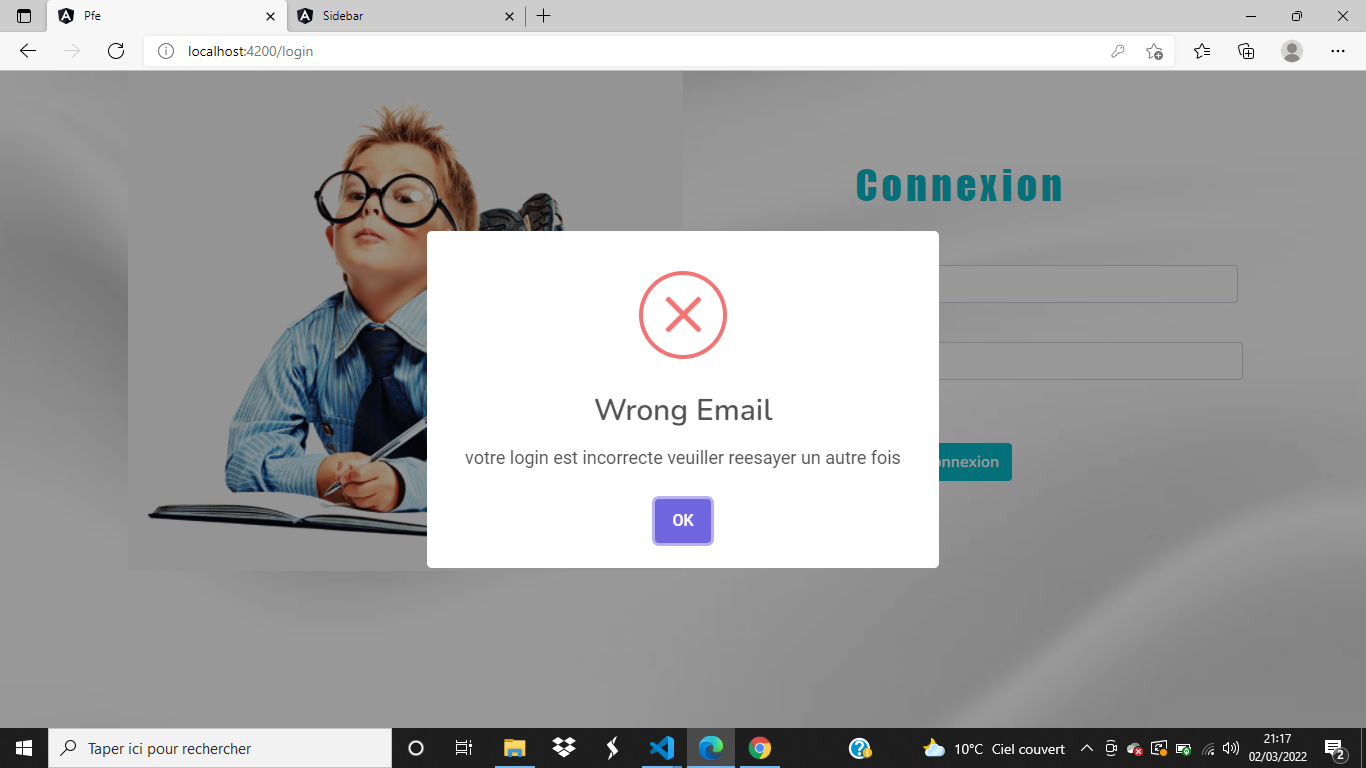 Pfe
Sidebar
localhost:4200/login
Connexion
Wrong Email
votre login est incorrecte veuiller reesayer un autre fois
onnexion
OK
Taper ici pour rechercher
10°C Ciel couvert
21:17
02/03/2022
2